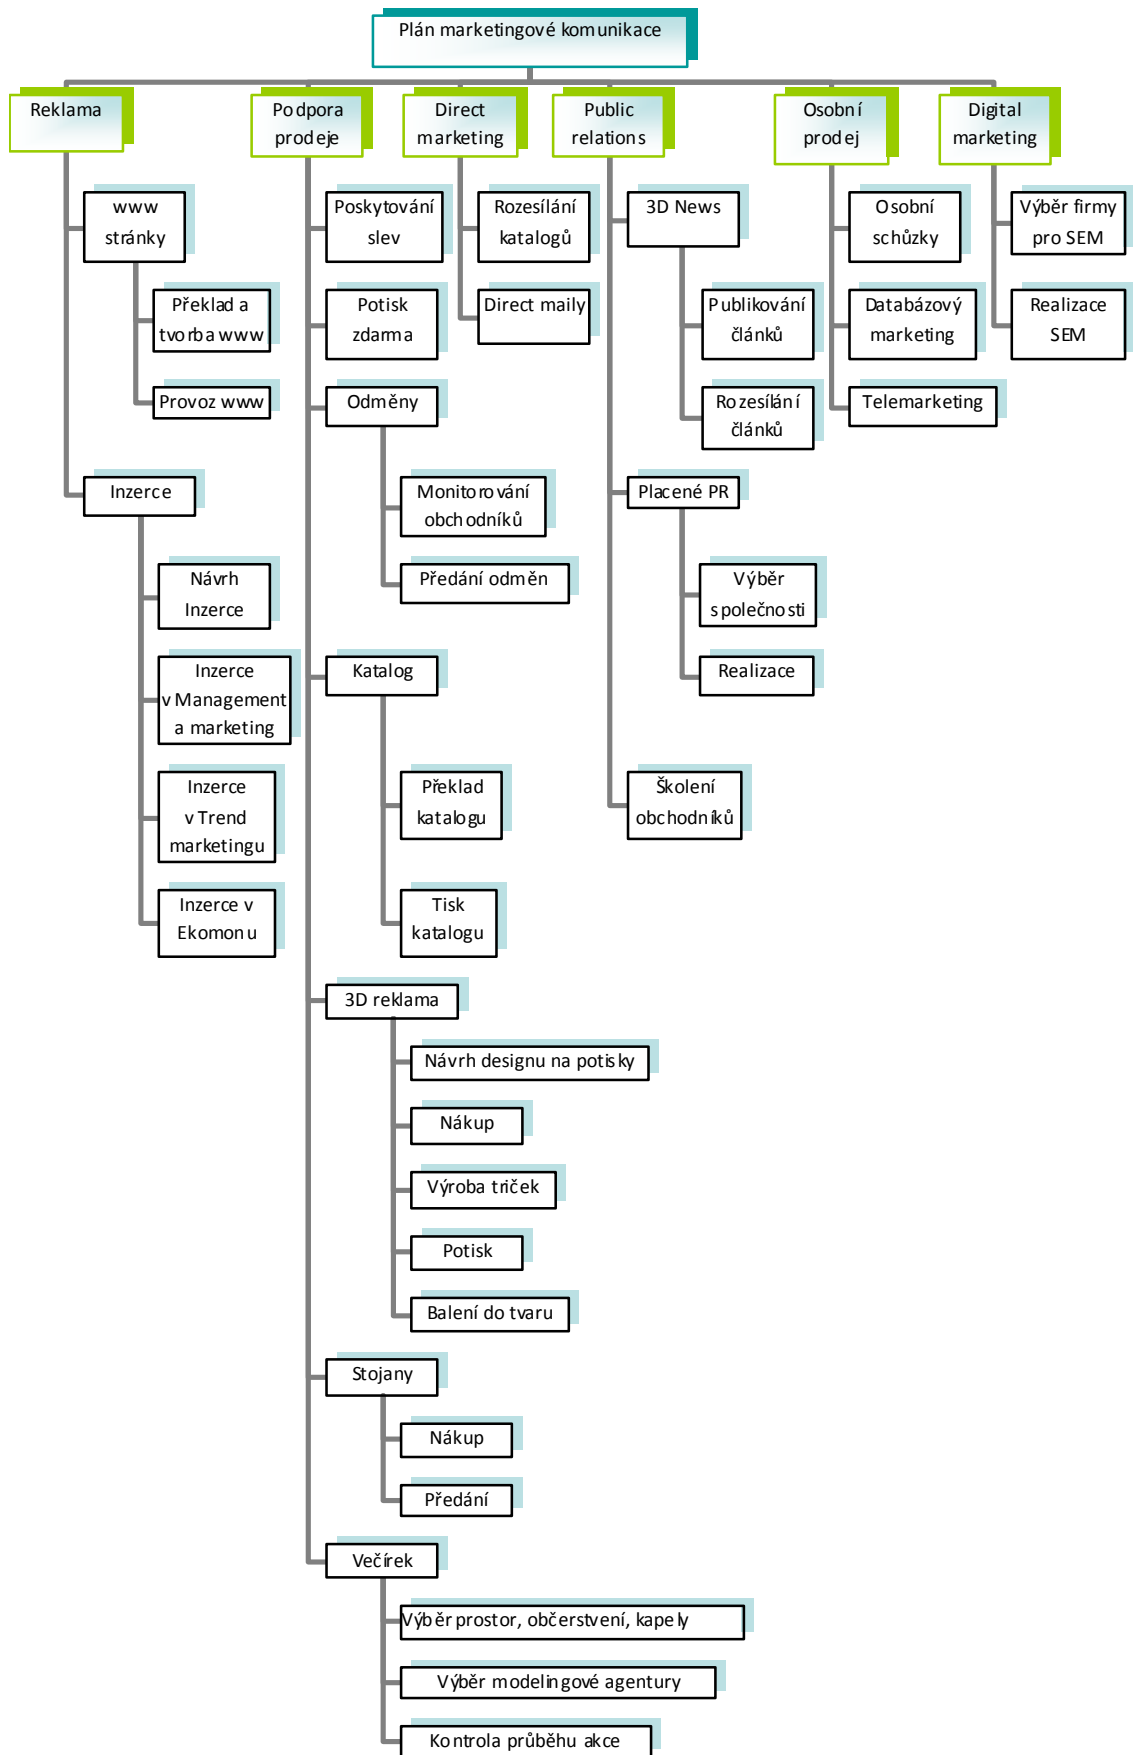 Plán marketingové komunikace
Reklama
www
stránky
Překlad a
tvorba www
Provoz www
Inzerce
Návrh
Inzerce
Inzerce
v Management
a marketing
Inzerce
v Trend
marketingu
Inzerce v
Ekomonu
Podpora
prodeje
Poskytování
slev
Potisk
zdarma
Odměny
Monitorování
obchodníků
Předání odměn
Katalog
Překlad
katalogu
Tisk
katalogu
3D reklama
Návrh designu na potisky
Nákup
Výroba triček
Potisk
Balení do tvaru
Stojany
Nákup
Předání
Večírek
Výběr prostor, občerstvení, kapely
Výběr modelingové agentury
Kontrola průběhu akce
Direct
marketing
Rozesílání
katalogů
Direct maily
Public
relations
3D News
Publikování
článků
Rozesílání
článků
Placené PR
Výběr
společnosti
Realizace
Školení
obchodníků
Osobní
prodej
Osobní
schůzky
Databázový
marketing
Telemarketing
Digital
marketing
Výběr firmy
pro SEM
Realizace
SEM